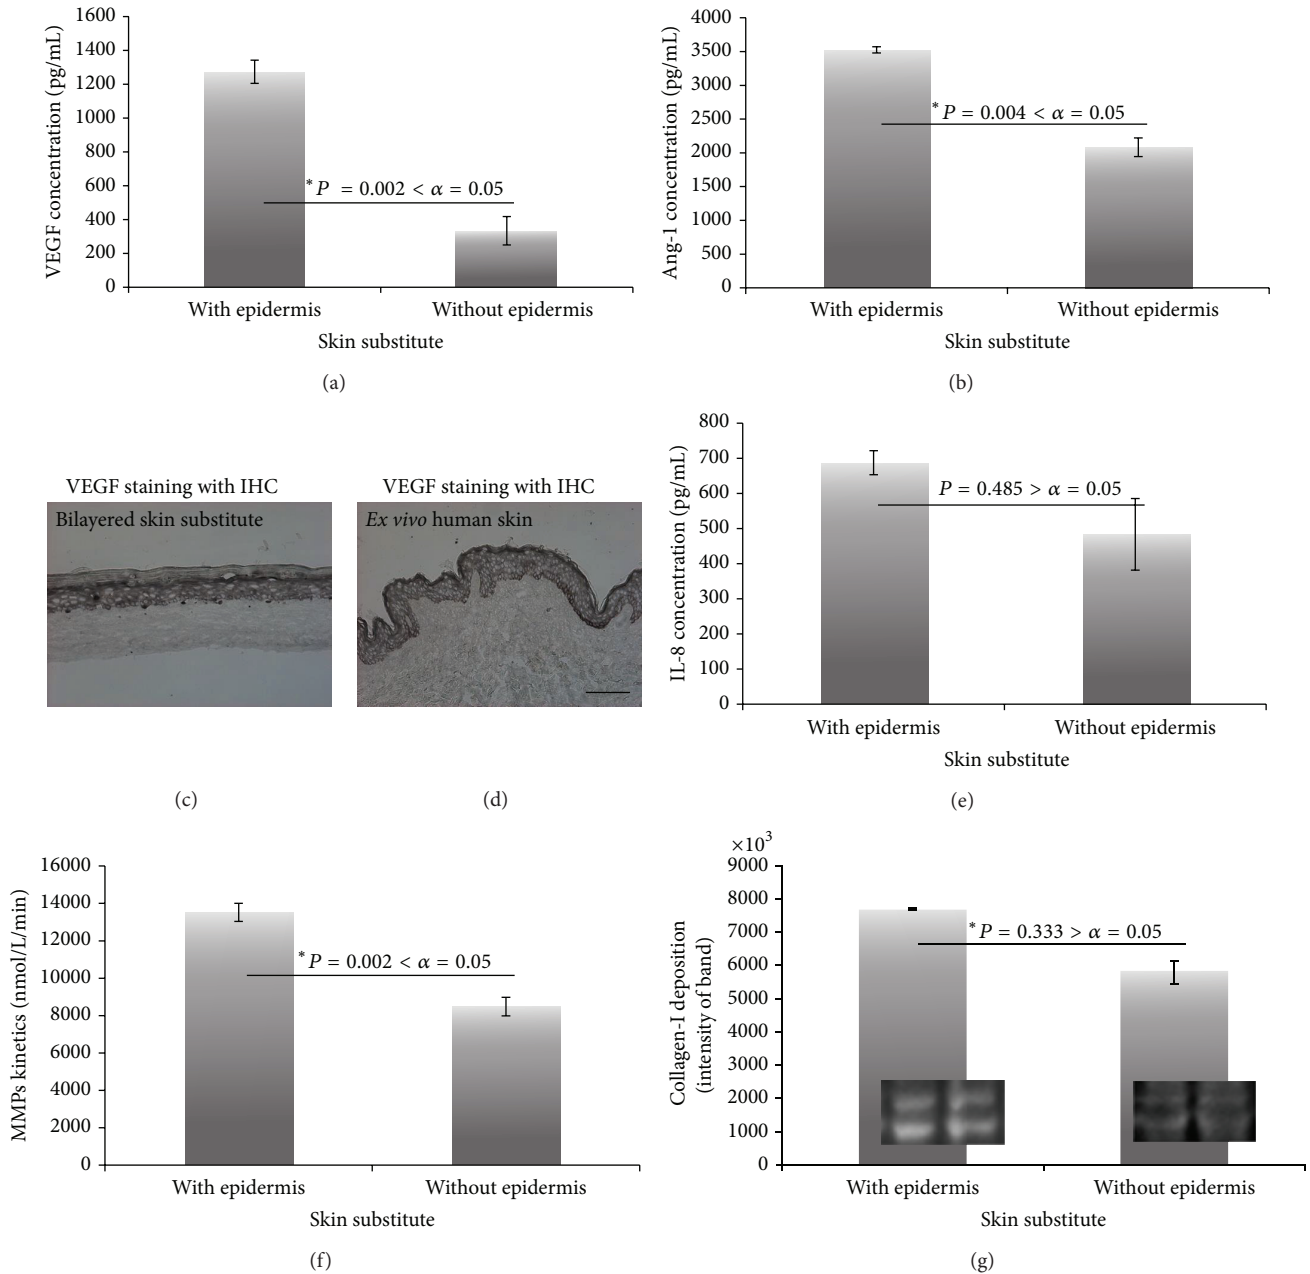 1600
1400
1200
1000
800
600
400
200
0
VEGF concentration (pg/mL)
*P = 0.002 < α = 0.05
With epidermis
Without epidermis
Skin substitute
(a)
4000
3500
3000
2500
2000
1500
1000
500
0
Ang-1 concentration (pg/mL)
*P = 0.004 < α = 0.05
With epidermis
Without epidermis
Skin substitute
(b)
VEGF staining with IHC
Bilayered skin substitute
(c)
VEGF staining with IHC
Ex vivo human skin
(d)
800
700
600
500
400
300
200
100
0
IL-8 concentration (pg/mL)
P = 0.485 > α = 0.05
With epidermis
Without epidermis
Skin substitute
(e)
16000
14000
12000
10000
8000
6000
4000
2000
0
MMPs kinetics (nmol/L/min)
*P = 0.002 < α = 0.05
With epidermis
Without epidermis
Skin substitute
(f)
×10³
9000
8000
7000
6000
5000
4000
3000
2000
1000
0
Collagen-I deposition
(intensity of band)
*P = 0.333 > α = 0.05
With epidermis
Without epidermis
Skin substitute
(g)